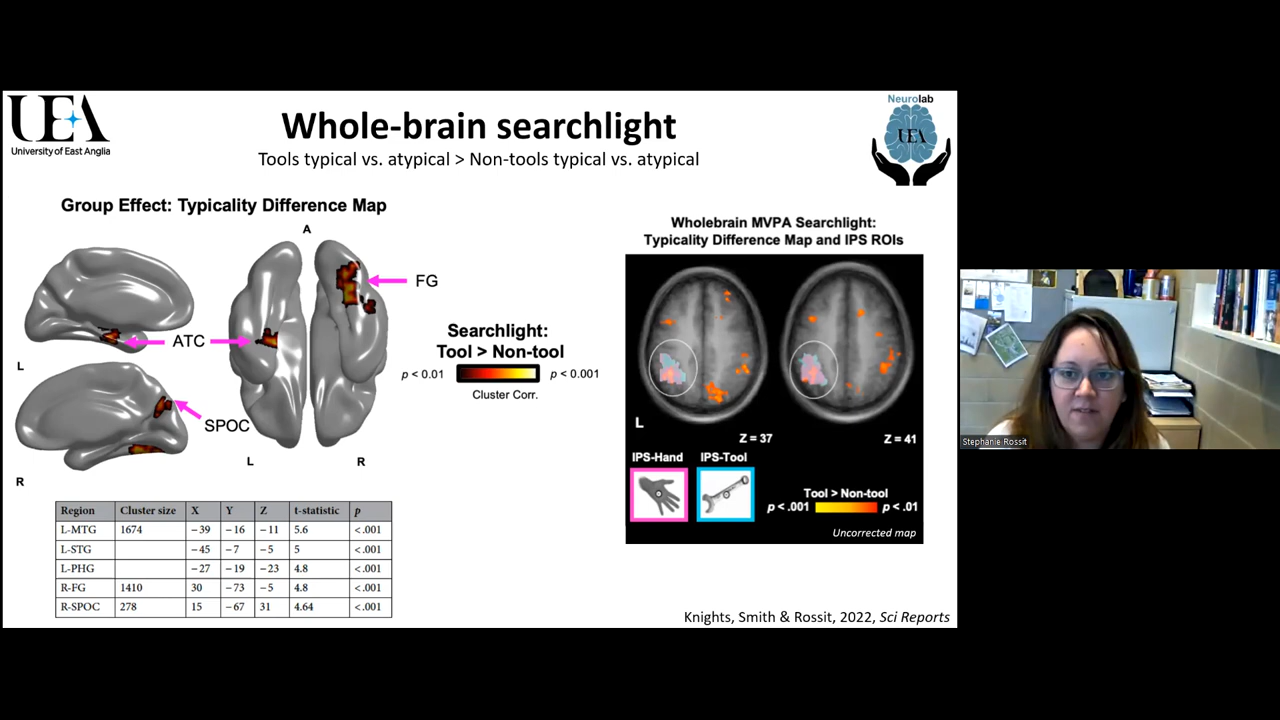 UEA
University of East Anglia
Whole-brain searchlight
Tools typical vs. atypical > Non-tools typical vs. atypical
Neurolab
UEA
Group Effect: Typicality Difference Map
A
FG
ATC
L
SPOC
R
L
R
Searchlight:
Tool > Non-tool
p < 0.01
p < 0.001
Cluster Corr.
Wholebrain MVPA Searchlight:
Typicality Difference Map and IPS ROIs
L
Z = 37
Z = 41
IPS-Hand
IPS-Tool
Tool > Non-tool
p < .001
p < .01
Uncorrected map
Region Cluster size X Y Z t-statistic p
L-MTG 1674 −39 −16 −11 5.6 <.001
L-STG −45 −7 −5 5 <.001
L-PHG −27 −19 −23 4.8 <.001
R-FG 1410 30 −73 −5 4.8 <.001
R-SPOC 278 15 −67 31 4.64 <.001
Knights, Smith & Rossit, 2022, Sci Reports
Stephanie Rossit